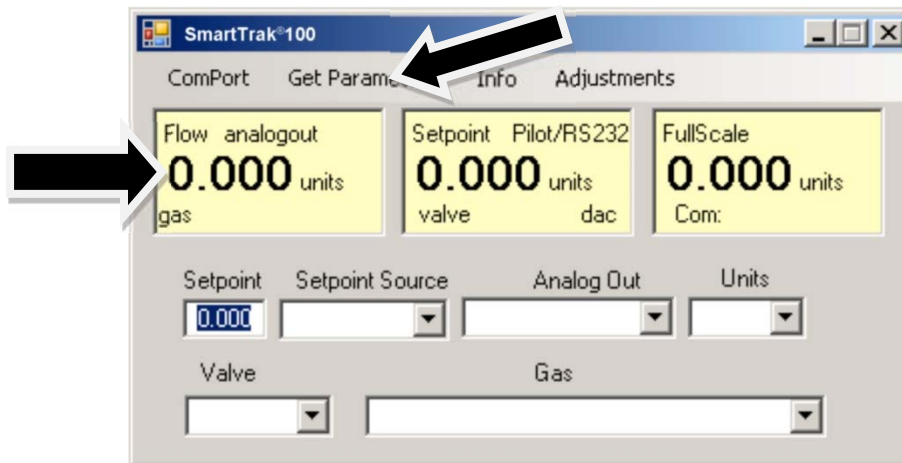 SmartTrak®100
ComPort Info Adjustments
Get
Flow analogout
0.000 units
gas
Setpoint Pilot/RS232
0.000 units
valve dac
FullScale
0.000 units
Com:
Setpoint Setpoint Source Analog Out Units
0.000
Valve Gas